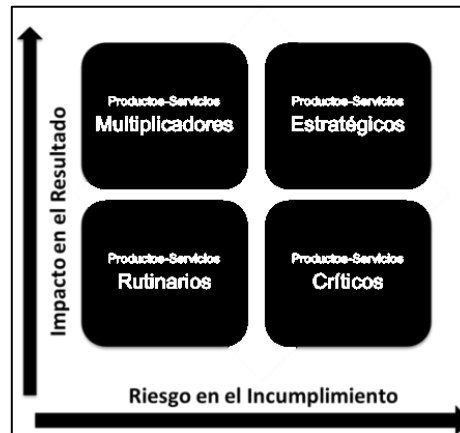 Impacto en el Resultado
Productos-Servicios
Multiplicadores
Productos-Servicios
Estratégicos
Productos-Servicios
Rutinarios
Productos-Servicios
Críticos
Riesgo en el Incumplimiento